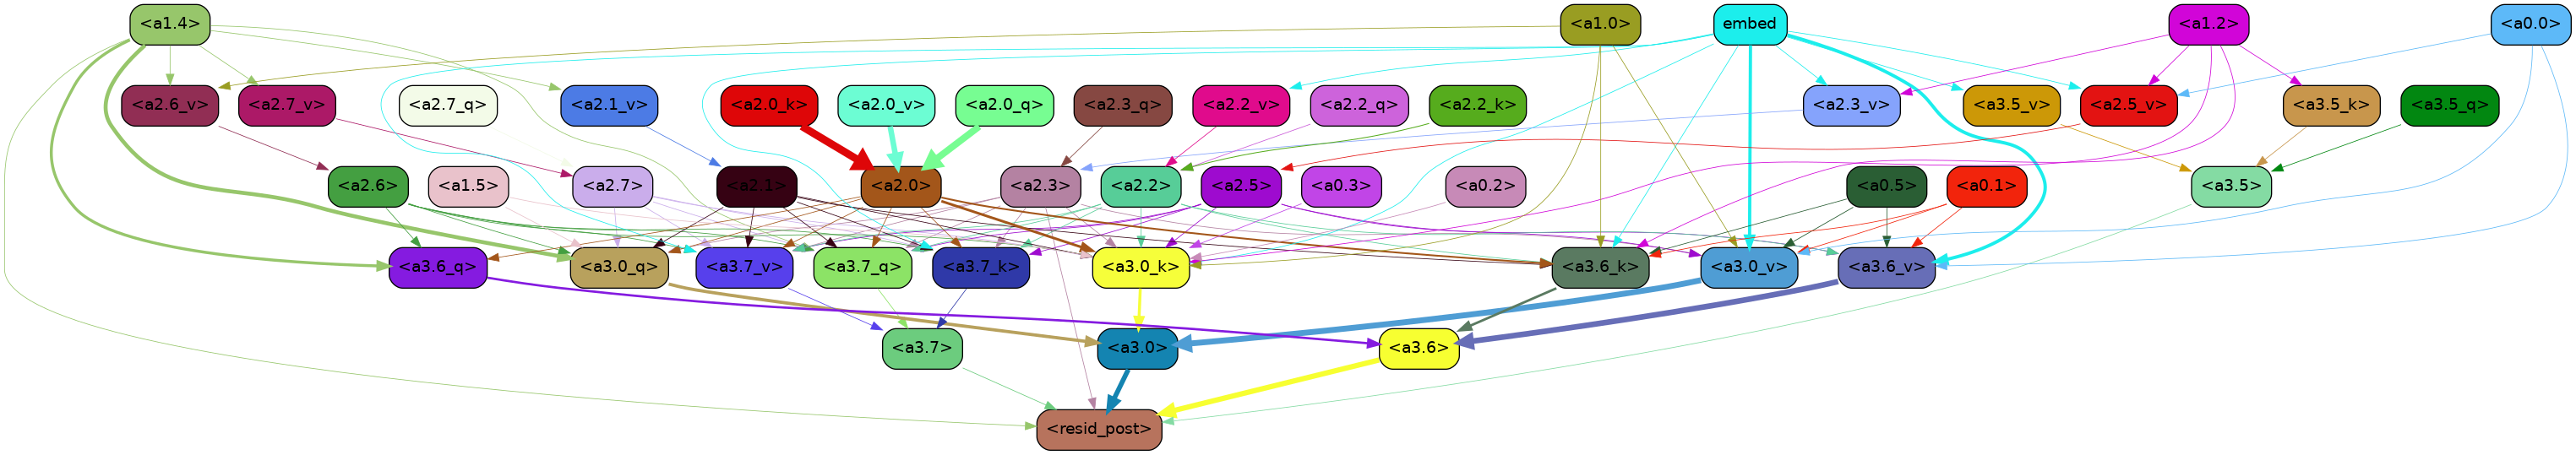 <a1.4> <a1.0> embed <a1.2> <a0.0>
<a2.6_v> <a2.7_v> <a2.7_q> <a2.1_v> <a2.0_k> <a2.0_v> <a2.0_q> <a2.3_q> <a2.2_v> <a2.2_q> <a2.2_k> <a2.3_v> <a3.5_v> <a2.5_v> <a3.5_k> <a3.5_q>
<a2.6> <a1.5> <a2.7> <a2.1> <a2.0> <a2.3> <a2.2> <a2.5> <a0.3> <a0.2> <a0.5> <a0.1> <a3.5>
<a3.6_q> <a3.0_q> <a3.7_v> <a3.7_q> <a3.7_k> <a3.0_k> <a3.6_k> <a3.0_v> <a3.6_v>
<a3.7> <a3.0> <a3.6>
<resid_post>